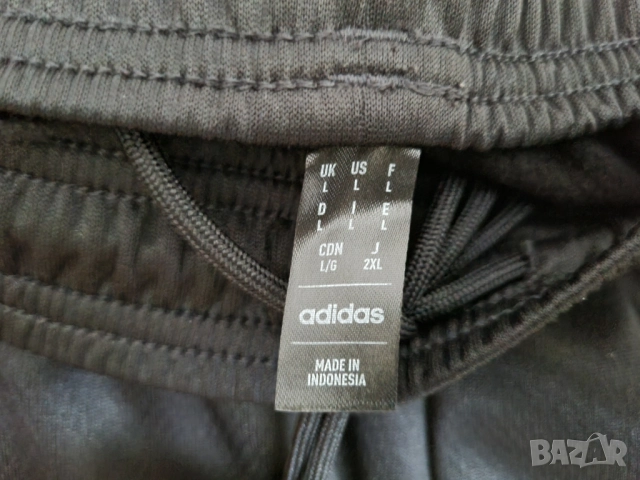 UK US F
L L L
D I E
L L L
CDN J
L/G 2XL
adidas
MADE IN
INDONESIA
BAZAR